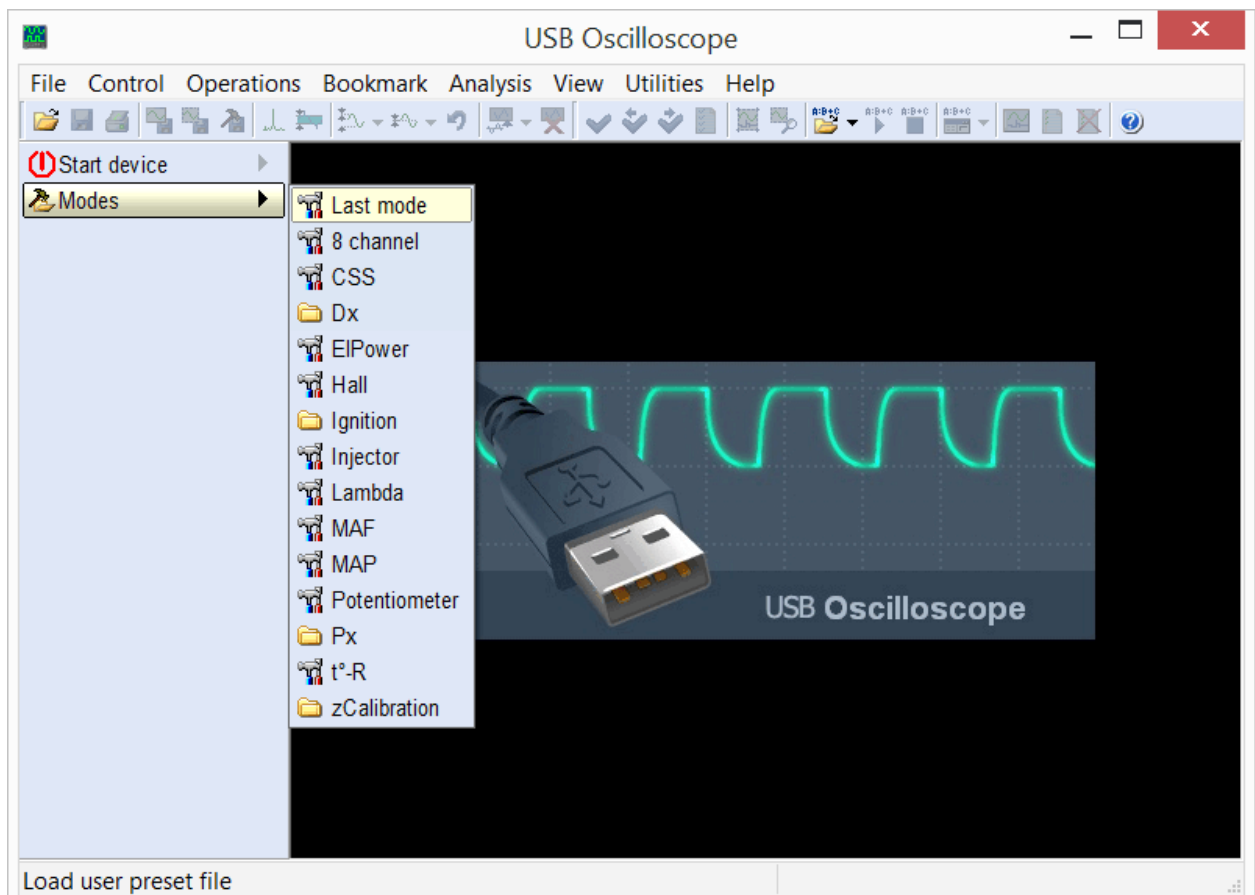 USB Oscilloscope
File Control Operations Bookmark Analysis View Utilities Help
A:B+C A:B+C A:B+C A:B+C
Start device
Modes
Last mode
8 channel
CSS
Dx
ElPower
Hall
Ignition
Injector
Lambda
MAF
MAP
Potentiometer
Px
t°-R
zCalibration
USB Oscilloscope
Load user preset file